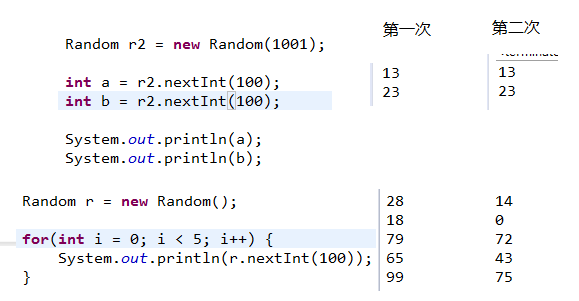 第一次 第二次
Random r2 = new Random(1001);
int a = r2.nextInt(100); 13 13
int b = r2.nextInt(100); 23 23
System.out.println(a);
System.out.println(b);
Random r = new Random(); 28 14
18 0
for(int i = 0; i < 5; i++) { 79 72
System.out.println(r.nextInt(100)); 65 43
} 99 75